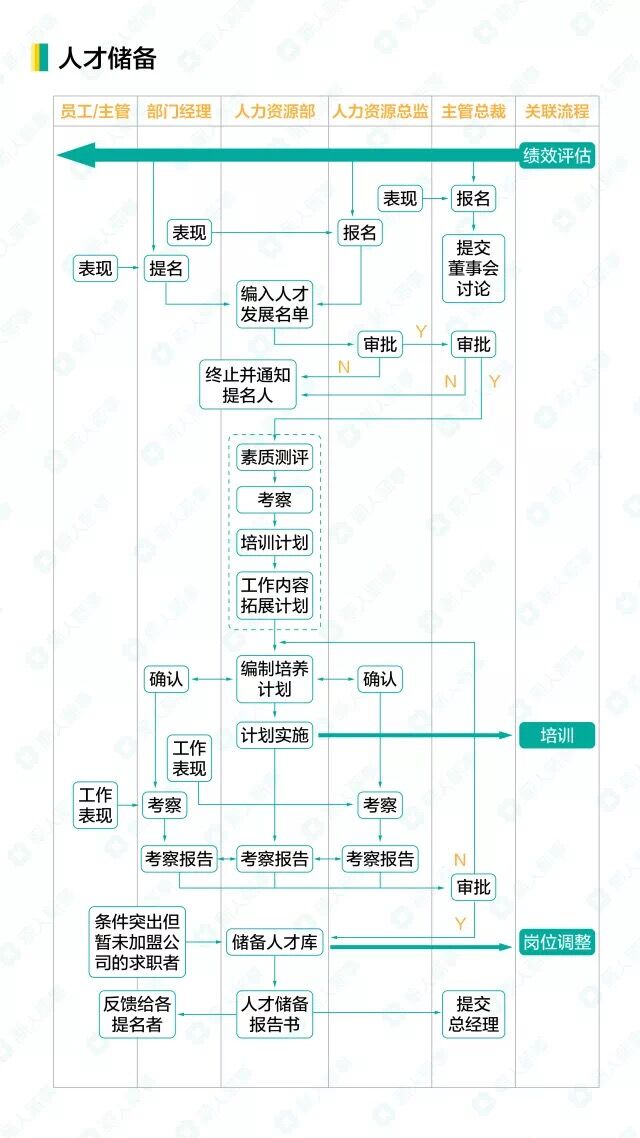 人才储备
员工/主管
部门经理
人力资源部
人力资源总监
主管总裁
关联流程
绩效评估
表现
报名
表现
报名
提交
董事会
讨论
表现
提名
编入人才
发展名单
审批
Y
审批
N
N
Y
终止并通知
提名人
素质测评
考察
培训计划
工作内容
拓展计划
确认
编制培养
计划
确认
计划实施
培训
工作
表现
工作
表现
考察
考察
考察报告
考察报告
考察报告
N
审批
Y
条件突出但
暂未加盟公
司的求职者
储备人才库
岗位调整
反馈给各
提名者
人才储备
报告书
提交
总经理